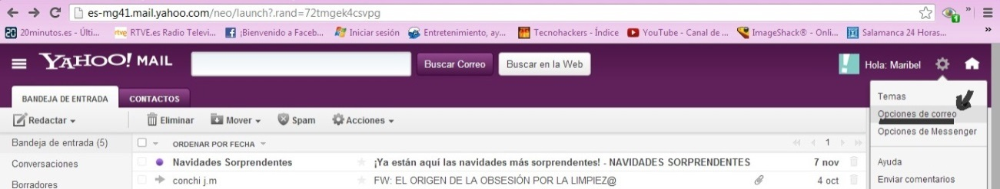 es-mg41.mail.yahoo.com/neo/launch?.rand=72tmgek4csvpg
20 20minutos.es - Últi... rtve RTVE.es Radio Televi... ¡Bienvenido a Faceb... Iniciar sesión Entretenimiento, ay... Tecnohackers - Índice YouTube - Canal de ... ImageShack® - Onli... Salamanca 24 Horas... »
YAHOO! MAIL Buscar Correo Buscar en la Web Hola: Maribel
BANDEJA DE ENTRADA CONTACTOS
Temas
Redactar Eliminar Mover Spam Acciones
Opciones de correo
Opciones de Messenger
Bandeja de entrada (5) ORDENAR POR FECHA 1
Conversaciones Navidades Sorprendentes ¡Ya están aquí las navidades más sorprendentes! - NAVIDADES SORPRENDENTES 7 nov
Ayuda
Borradores conchi j.m FW: EL ORIGEN DE LA OBSESIÓN POR LA LIMPIEZ@ 4 oct
Enviar comentarios